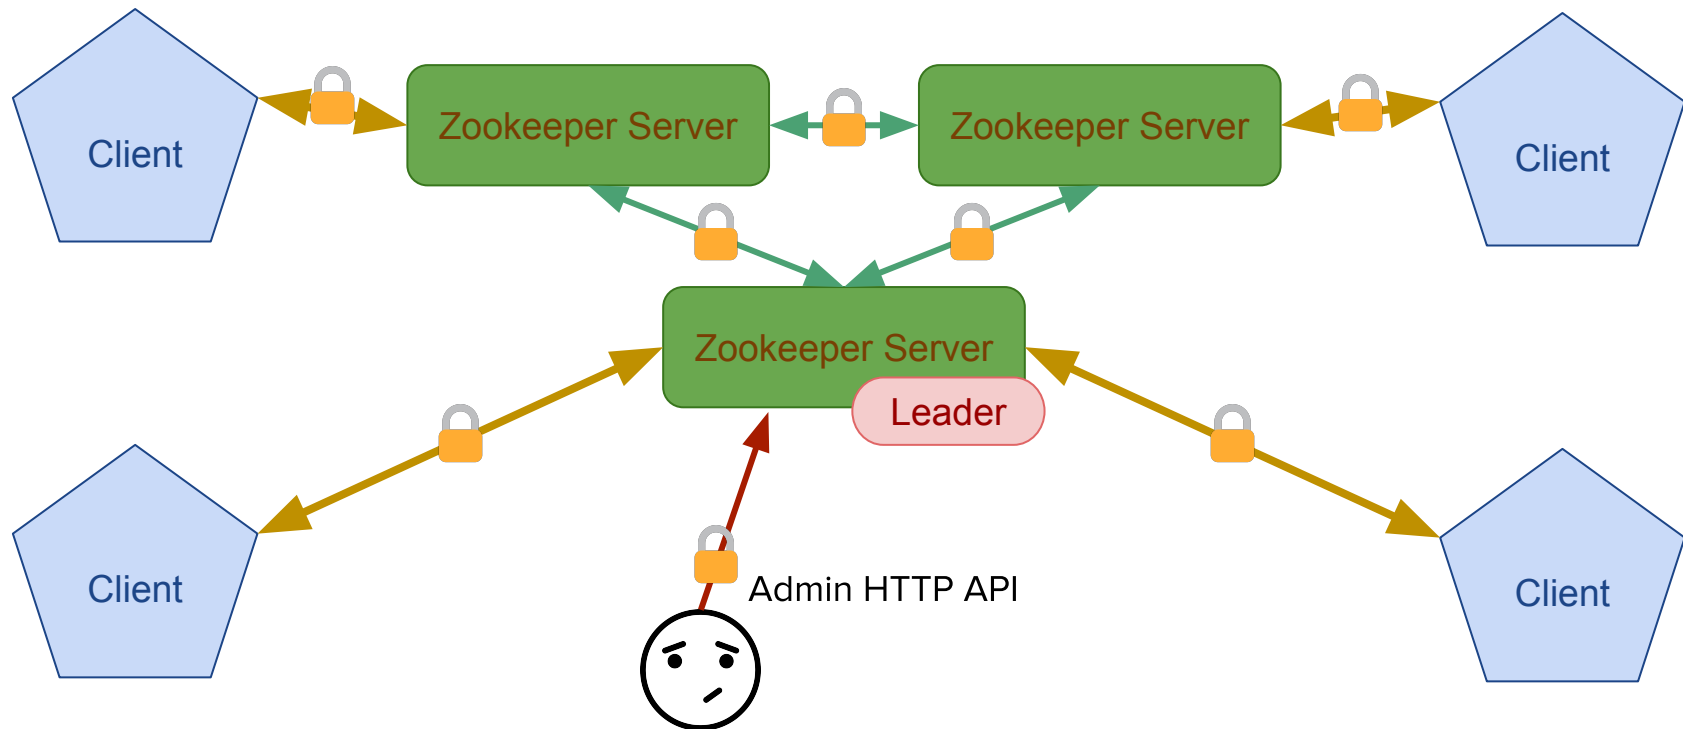 Client
Zookeeper Server
Zookeeper Server
Client
Zookeeper Server
Leader
Client
Admin HTTP API
Client